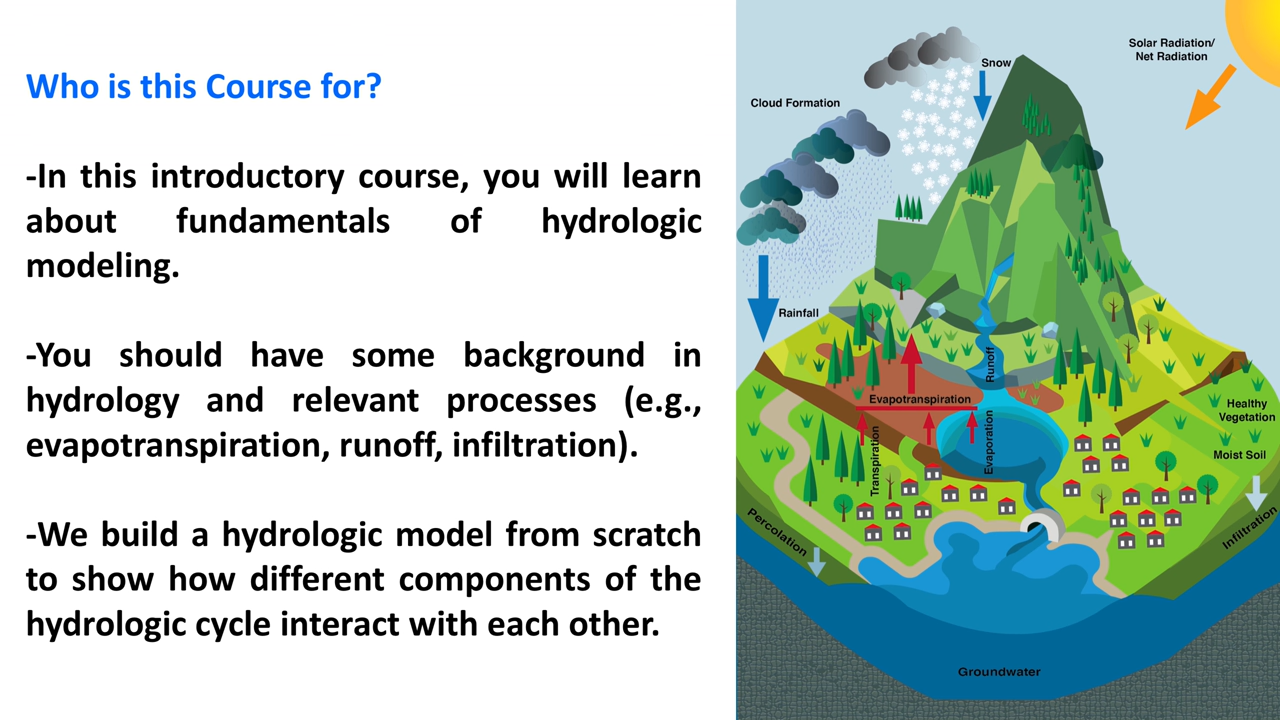 Who is this Course for?
-In this introductory course, you will learn
about fundamentals of hydrologic
modeling.
-You should have some background in
hydrology and relevant processes (e.g.,
evapotranspiration, runoff, infiltration).
-We build a hydrologic model from scratch
to show how different components of the
hydrologic cycle interact with each other.
Solar Radiation/
Net Radiation
Snow
Cloud Formation
Rainfall
Runoff
Evapotranspiration
Transpiration
Evaporation
Healthy
Vegetation
Moist Soil
Percolation
Infiltration
Groundwater